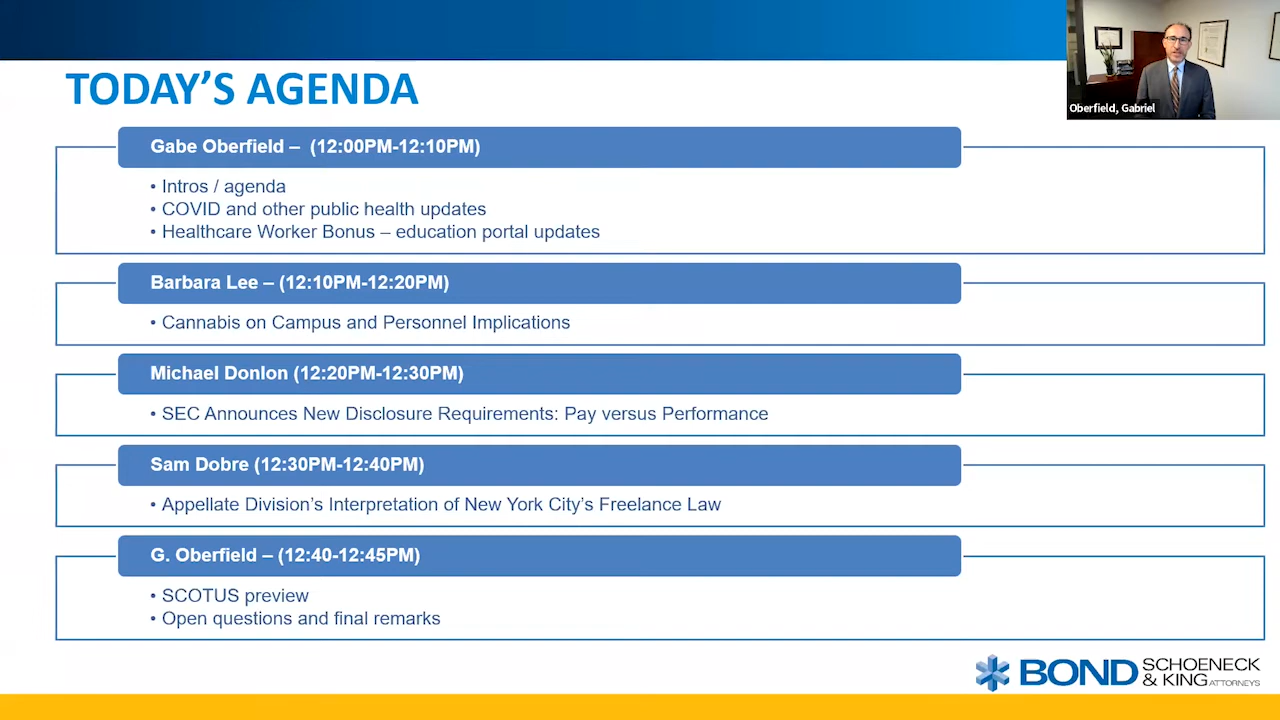 TODAY'S AGENDA
Oberfield, Gabriel
Gabe Oberfield – (12:00PM-12:10PM)
• Intros / agenda
• COVID and other public health updates
• Healthcare Worker Bonus – education portal updates
Barbara Lee – (12:10PM-12:20PM)
• Cannabis on Campus and Personnel Implications
Michael Donlon (12:20PM-12:30PM)
• SEC Announces New Disclosure Requirements: Pay versus Performance
Sam Dobre (12:30PM-12:40PM)
• Appellate Division's Interpretation of New York City's Freelance Law
G. Oberfield – (12:40-12:45PM)
• SCOTUS preview
• Open questions and final remarks
BOND SCHOENECK
& KING ATTORNEYS